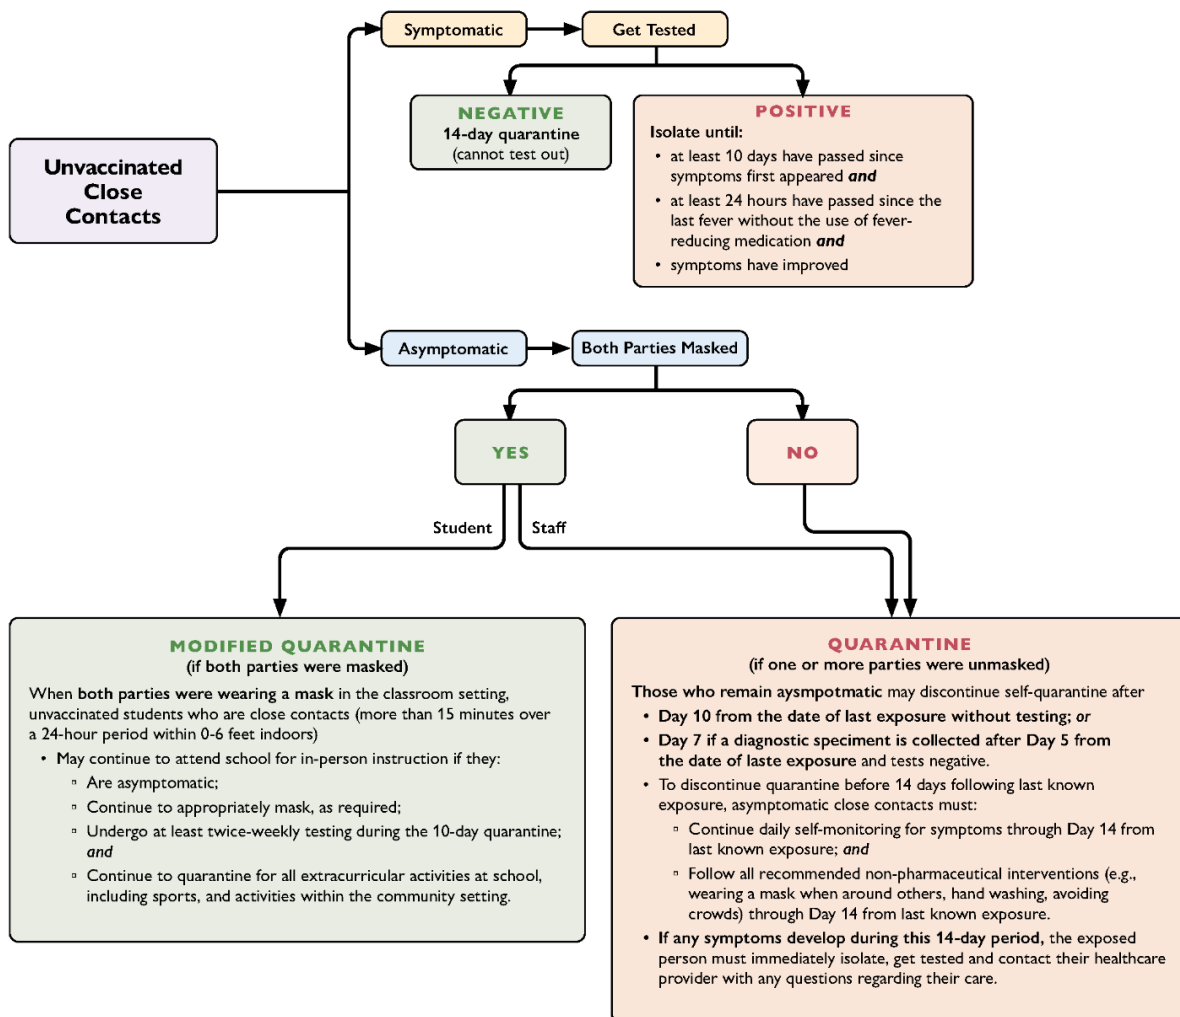 Symptomatic
Get Tested
NEGATIVE
14-day quarantine
(cannot test out)
POSITIVE
Isolate until:
• at least 10 days have passed since
symptoms first appeared and
• at least 24 hours have passed since the
last fever without the use of fever-
reducing medication and
• symptoms have improved
Unvaccinated
Close
Contacts
Asymptomatic
Both Parties Masked
YES
NO
Student
Staff
MODIFIED QUARANTINE
(if both parties were masked)
When both parties were wearing a mask in the classroom setting,
unvaccinated students who are close contacts (more than 15 minutes over
a 24-hour period within 0-6 feet indoors)
• May continue to attend school for in-person instruction if they:
▫ Are asymptomatic;
▫ Continue to appropriately mask, as required;
▫ Undergo at least twice-weekly testing during the 10-day quarantine;
and
▫ Continue to quarantine for all extracurricular activities at school,
including sports, and activities within the community setting.
QUARANTINE
(if one or more parties were unmasked)
Those who remain aysmpotmatic may discontinue self-quarantine after
• Day 10 from the date of last exposure without testing; or
• Day 7 if a diagnostic speciment is collected after Day 5 from
the date of laste exposure and tests negative.
• To discontinue quarantine before 14 days following last known
exposure, asymptomatic close contacts must:
▫ Continue daily self-monitoring for symptoms through Day 14 from
last known exposure; and
▫ Follow all recommended non-pharmaceutical interventions (e.g.,
wearing a mask when around others, hand washing, avoiding
crowds) through Day 14 from last known exposure.
• If any symptoms develop during this 14-day period, the exposed
person must immediately isolate, get tested and contact their healthcare
provider with any questions regarding their care.